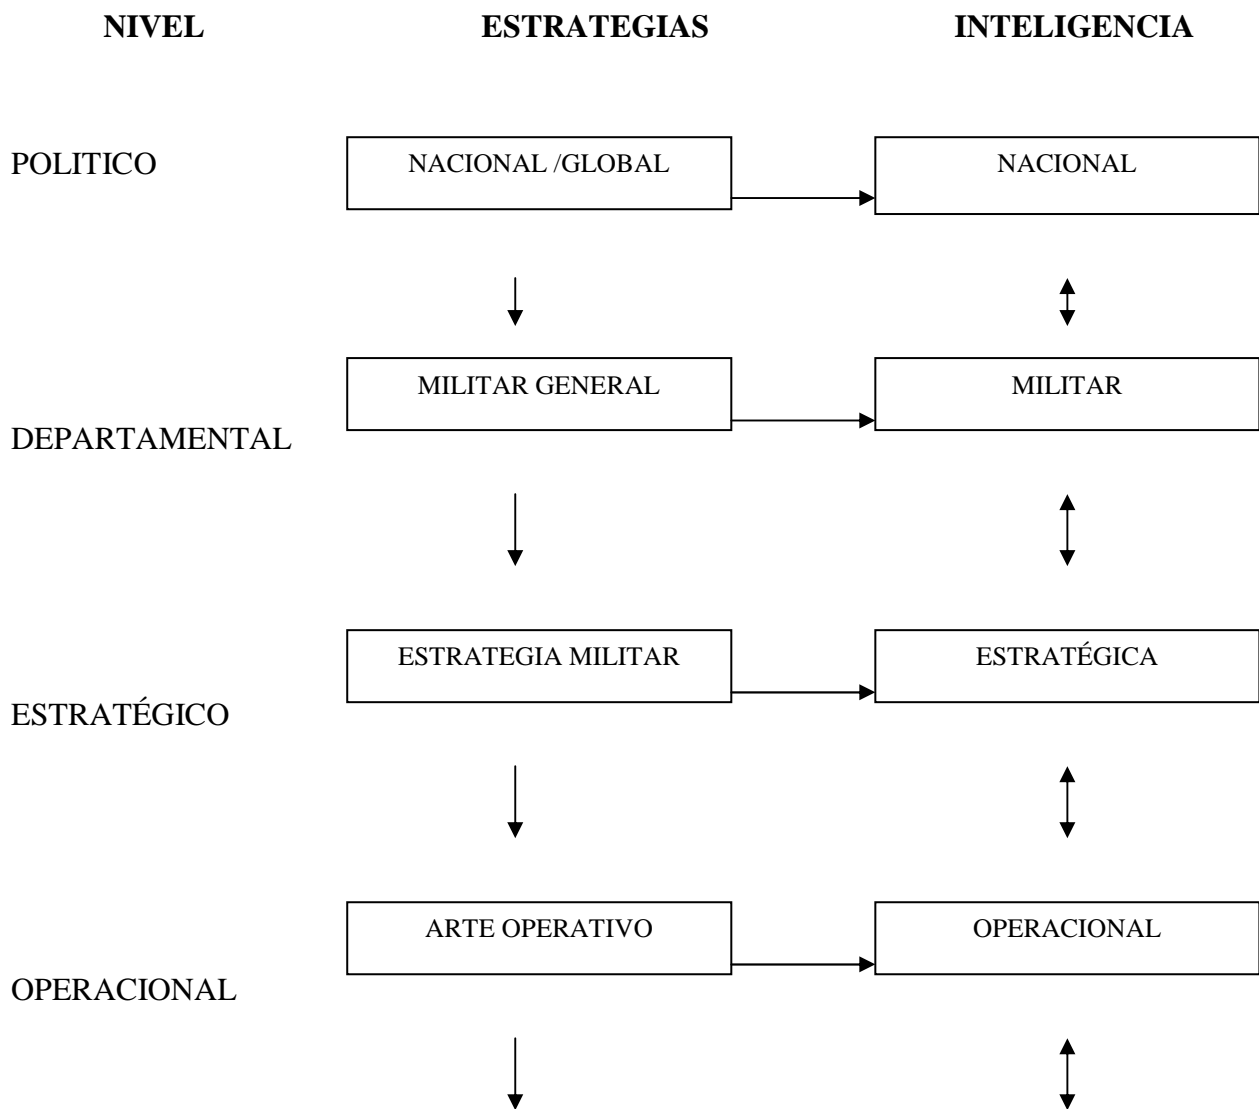 NIVEL ESTRATEGIAS INTELIGENCIA
POLITICO NACIONAL /GLOBAL NACIONAL
MILITAR GENERAL MILITAR
DEPARTAMENTAL
ESTRATEGIA MILITAR ESTRATÉGICA
ESTRATÉGICO
ARTE OPERATIVO OPERACIONAL
OPERACIONAL